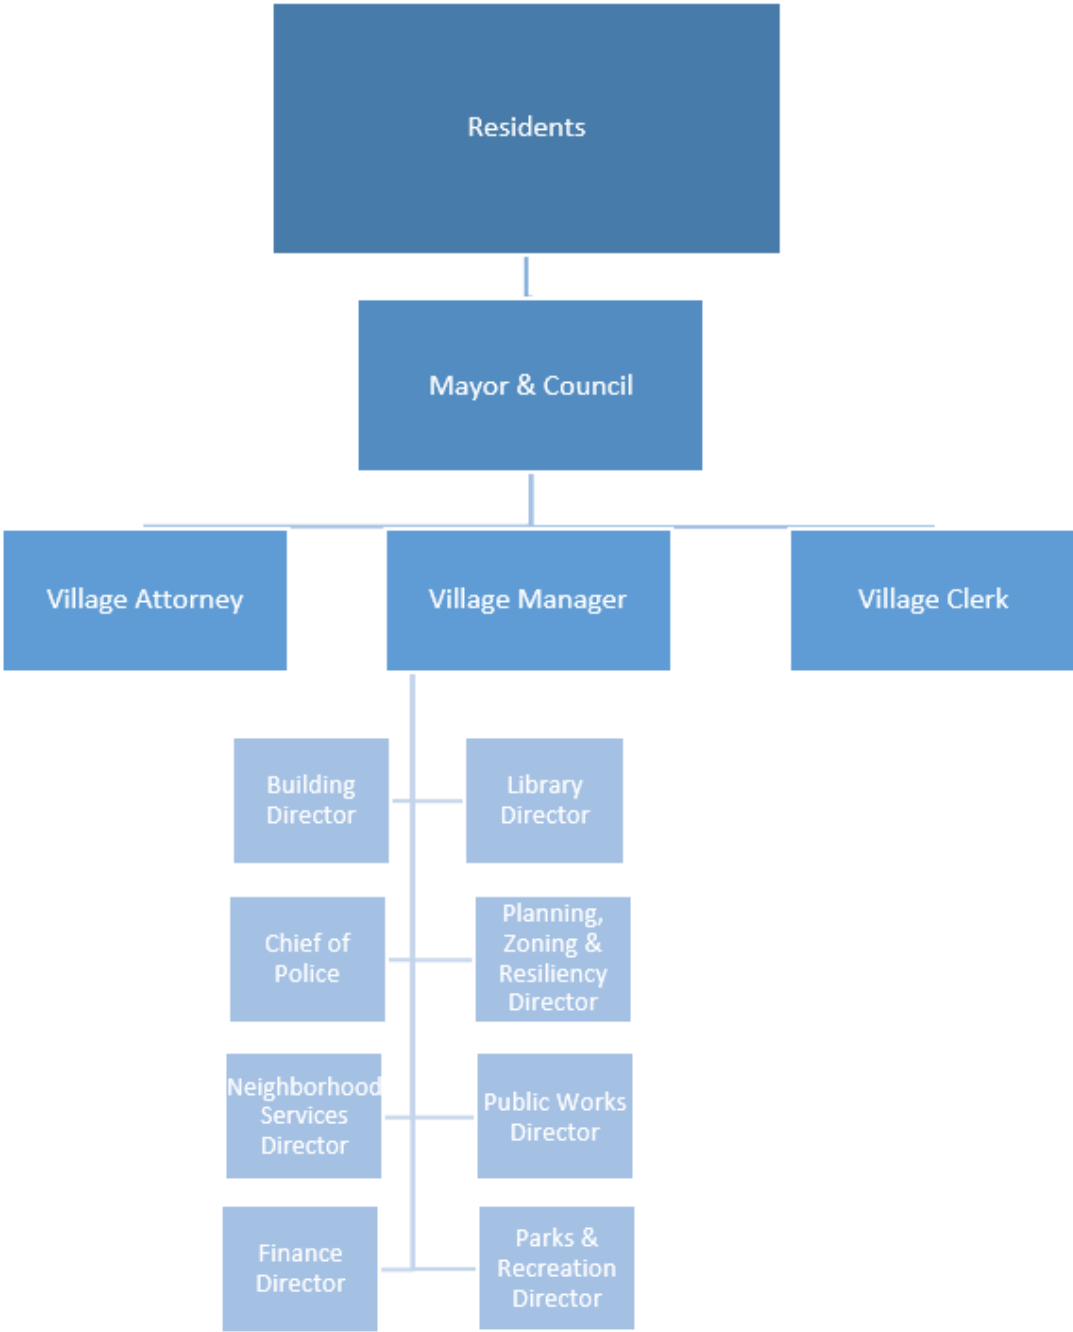 Residents
Mayor & Council
Village Attorney
Village Manager
Village Clerk
Building
Director
Library
Director
Chief of
Police
Planning,
Zoning &
Resiliency
Director
Neighborhood
Services
Director
Public Works
Director
Finance
Director
Parks &
Recreation
Director